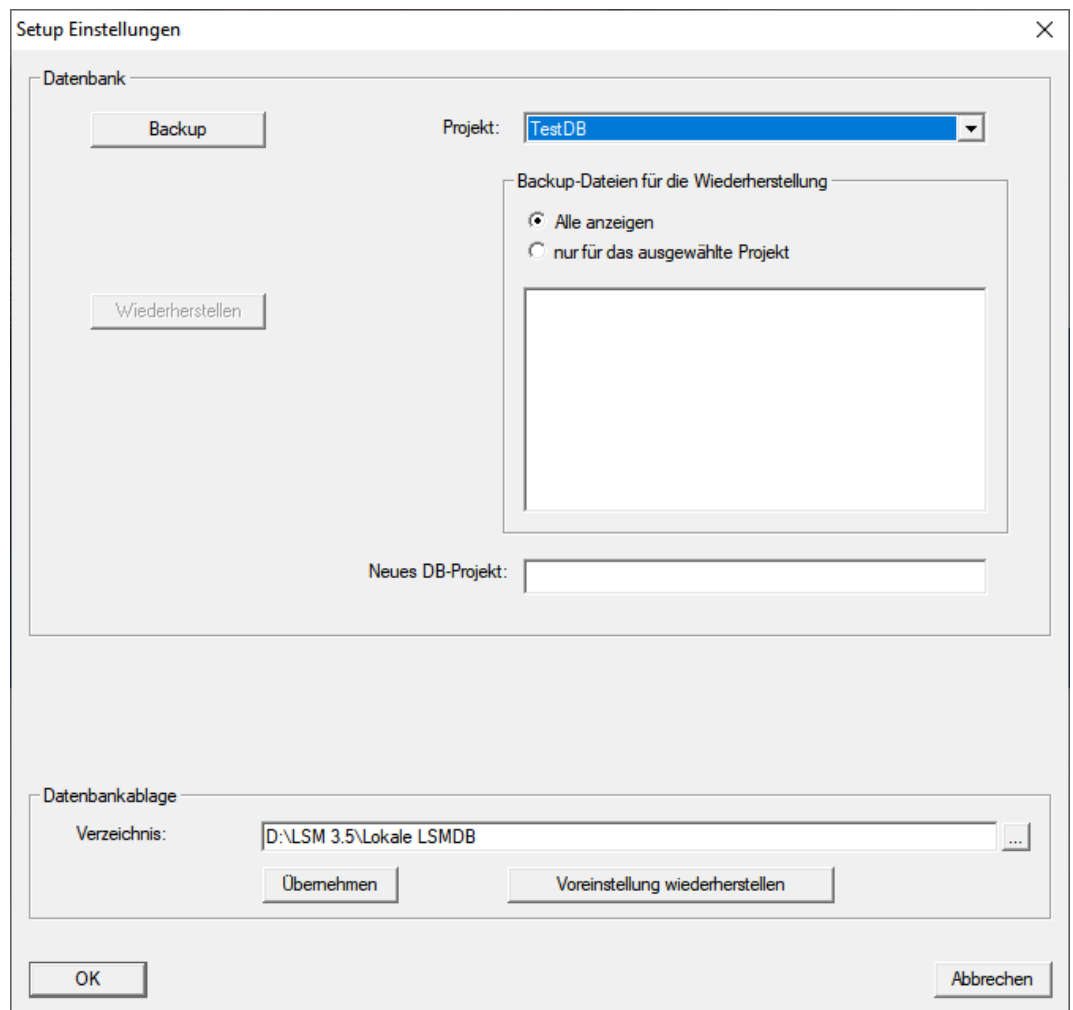 Setup Einstellungen
Datenbank
Backup
Projekt:
TestDB
Backup-Dateien für die Wiederherstellung
Alle anzeigen
nur für das ausgewählte Projekt
Wiederherstellen
Neues DB-Projekt:
Datenbankablage
Verzeichnis:
D:\LSM 3.5\Lokale LSMDB
...
Übernehmen
Voreinstellung wiederherstellen
OK
Abbrechen